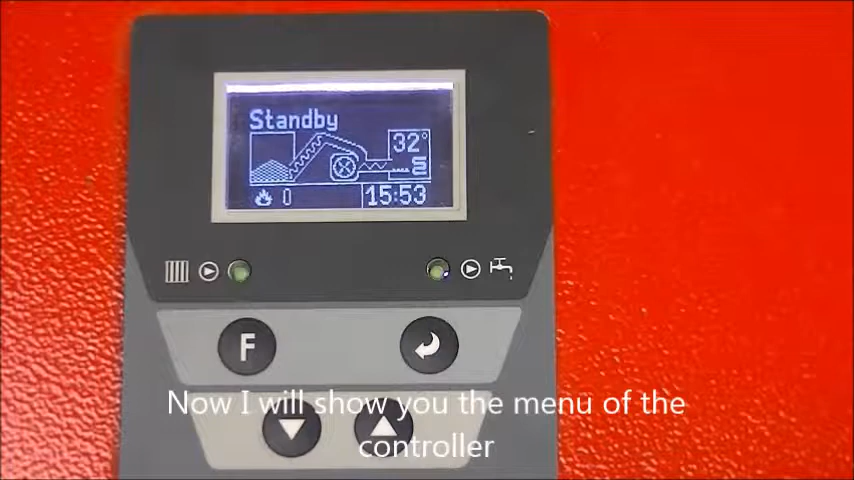 Standby
32°
0
15:53
F
Now I will show you the menu of the
controller